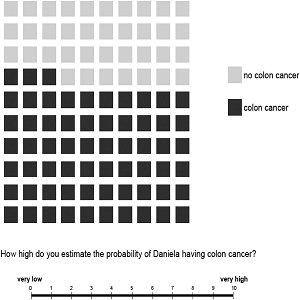 no colon cancer
colon cancer
How high do you estimate the probability of Daniela having colon cancer?
very low very high
0 1 2 3 4 5 6 7 8 9 10